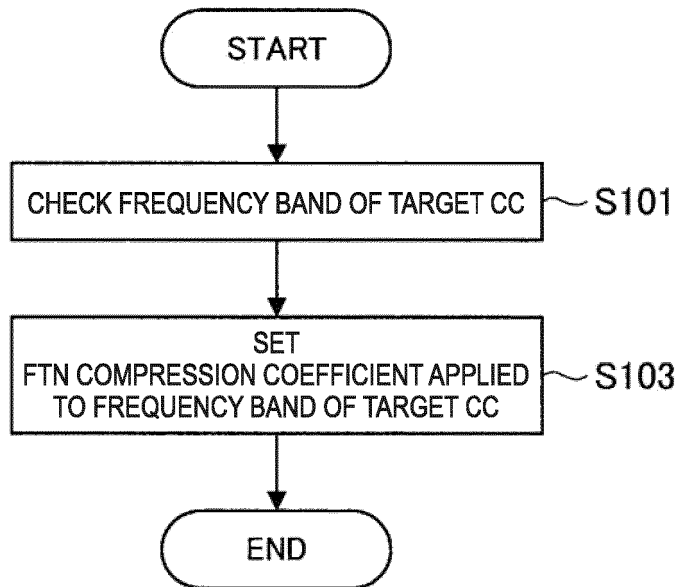 START
CHECK FREQUENCY BAND OF TARGET CC
S101
SET
FTN COMPRESSION COEFFICIENT APPLIED
TO FREQUENCY BAND OF TARGET CC
S103
END